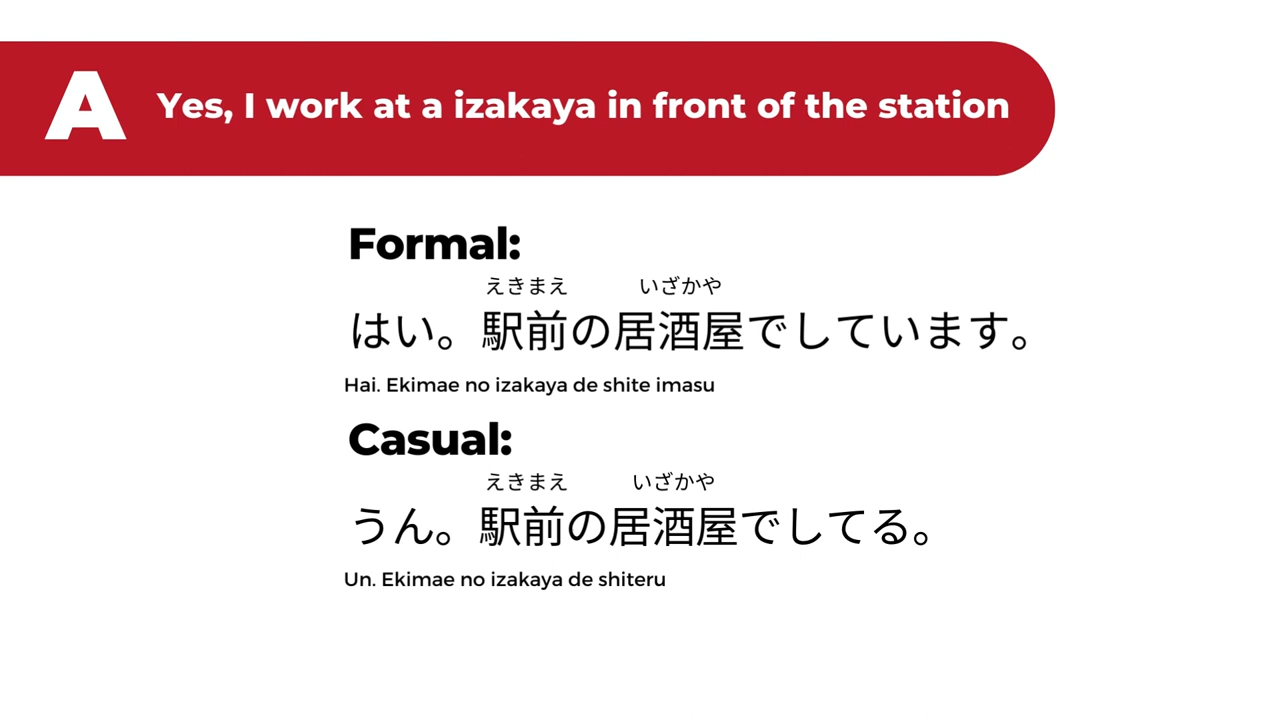 A Yes, I work at a izakaya in front of the station
Formal:
えきまえ いざかや
はい。駅前の居酒屋でしています。
Hai. Ekimae no izakaya de shite imasu
Casual:
えきまえ いざかや
うん。駅前の居酒屋でしてる。
Un. Ekimae no izakaya de shiteru